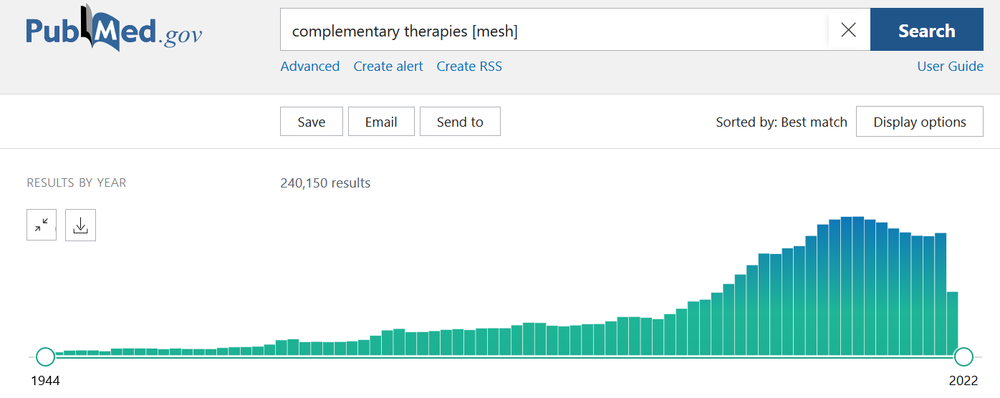 PubMed.gov
complementary therapies [mesh]
Search
Advanced Create alert Create RSS
User Guide
Save Email Send to
Sorted by: Best match Display options
RESULTS BY YEAR
240,150 results
1944
2022